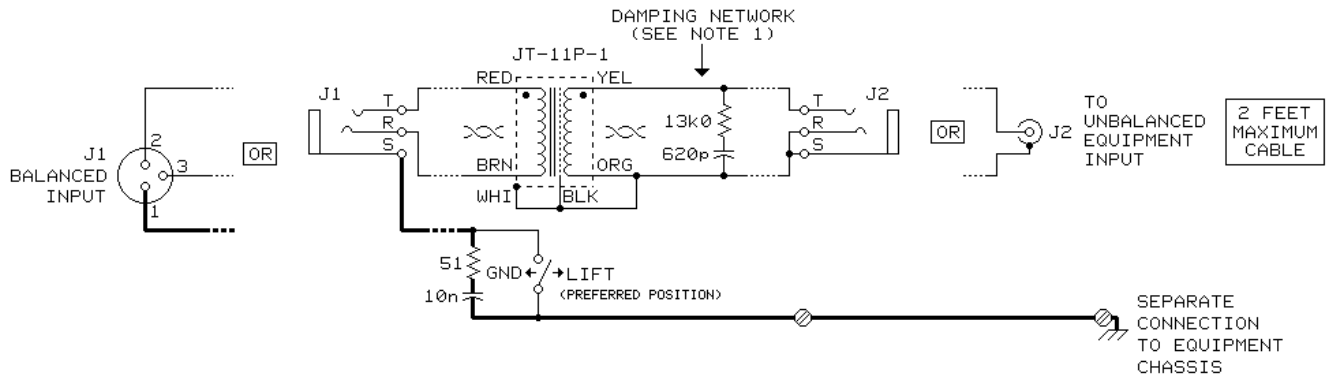 DAMPING NETWORK
(SEE NOTE 1)
JT-11P-1
RED
YEL
J1
T
R
S
BRN
ORG
WHI
BLK
13k0
620p
T
R
S
J2
J1
BALANCED
INPUT
2
3
1
OR
OR
J2
TO
UNBALANCED
EQUIPMENT
INPUT
2 FEET
MAXIMUM
CABLE
51
10n
GND
LIFT
(PREFERRED POSITION)
SEPARATE
CONNECTION
TO EQUIPMENT
CHASSIS